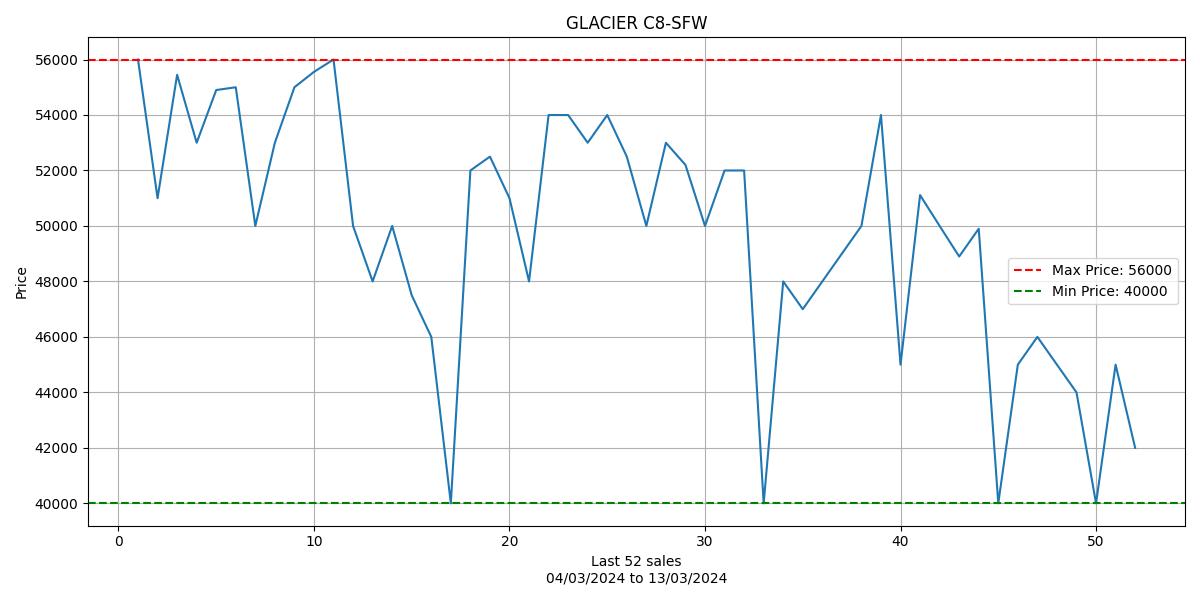 GLACIER C8-SFW
56000
54000
52000
50000
48000
46000
44000
42000
40000
Price
Max Price: 56000
Min Price: 40000
0 10 20 30 40 50
Last 52 sales
04/03/2024 to 13/03/2024